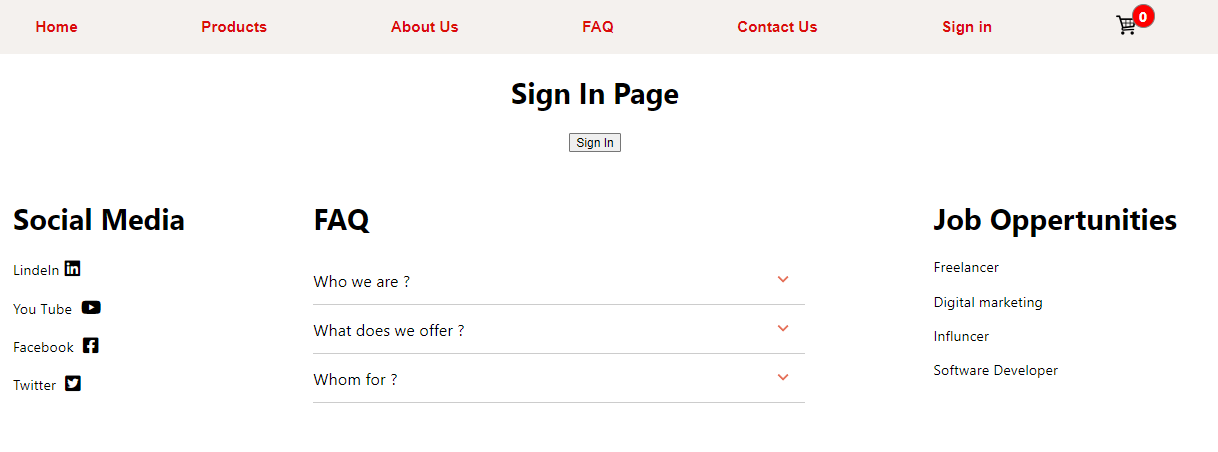 Home Products About Us FAQ Contact Us Sign in 0
Sign In Page
Sign In
Social Media
LindeIn
You Tube
Facebook
Twitter
FAQ
Who we are ?
What does we offer ?
Whom for ?
Job Oppertunities
Freelancer
Digital marketing
Influncer
Software Developer